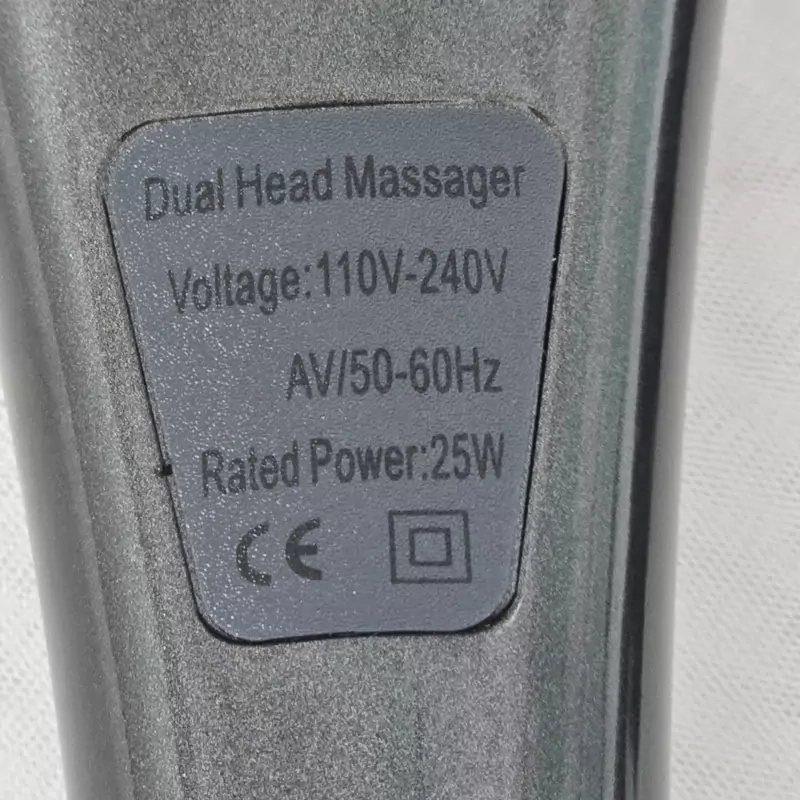 Dual Head Massager
Voltage:110V-240V
AV/50-60Hz
Rated Power:25W
CE